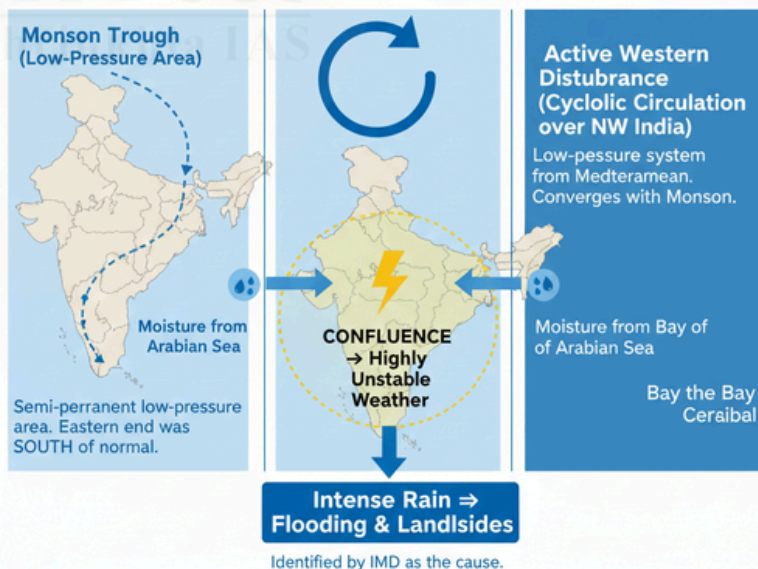 Monson Trough
(Low-Pressure Area)
Moisture from
Arabian Sea
Semi-perranent low-pressure
area. Eastern end was
SOUTH of normal.
CONFLUENCE
→ Highly
Unstable
Weather
Active Western
Distubrance
(Cyclolic Circulation
over NW India)
Low-pessure system
from Medteramean.
Converges with Monson.
Moisture from Bay of
of Arabian Sea
Bay the Bay
Ceraibal
Intense Rain ⇒
Flooding & Landlsides
Identified by IMD as the cause.